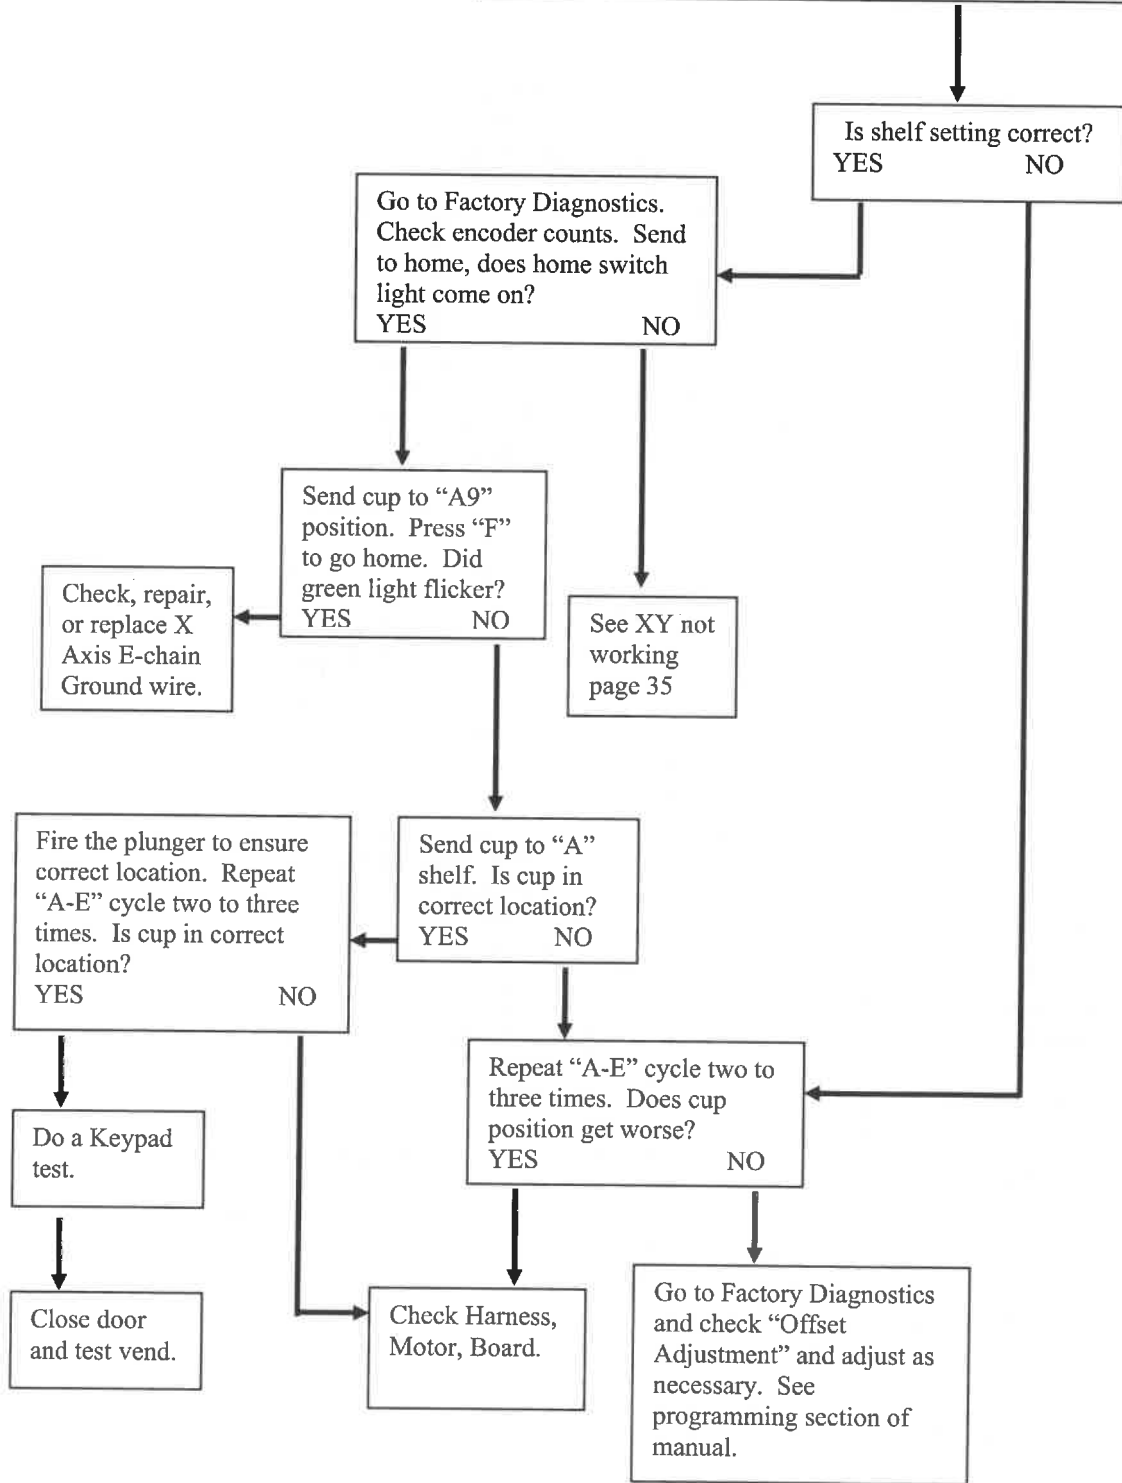 Is shelf setting correct?
YES NO
Go to Factory Diagnostics.
Check encoder counts. Send
to home, does home switch
light come on?
YES NO
Send cup to “A9”
position. Press “F”
to go home. Did
green light flicker?
YES NO
Check, repair,
or replace X
Axis E-chain
Ground wire.
See XY not
working
page 35
Fire the plunger to ensure
correct location. Repeat
“A-E” cycle two to three
times. Is cup in correct
location?
YES NO
Send cup to “A”
shelf. Is cup in
correct location?
YES NO
Repeat “A-E” cycle two to
three times. Does cup
position get worse?
YES NO
Do a Keypad
test.
Close door
and test vend.
Check Harness,
Motor, Board.
Go to Factory Diagnostics
and check “Offset
Adjustment” and adjust as
necessary. See
programming section of
manual.